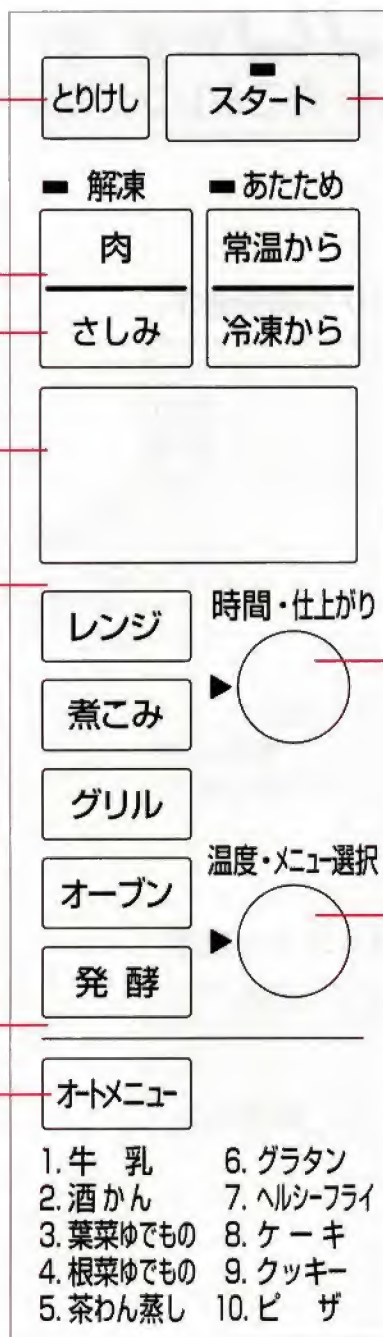 とりけし スタート
解凍 あたため
肉 常温から
さしみ 冷凍から
レンジ 時間・仕上がり
煮こみ
グリル
オーブン 温度・メニュー選択
発 酵
オートメニュー
1. 牛 乳 6. グラタン
2. 酒かん 7. ヘルシーフライ
3. 葉菜ゆでもの 8. ケーキ
4. 根菜ゆでもの 9. クッキー
5. 茶わん蒸し 10. ピ ザ